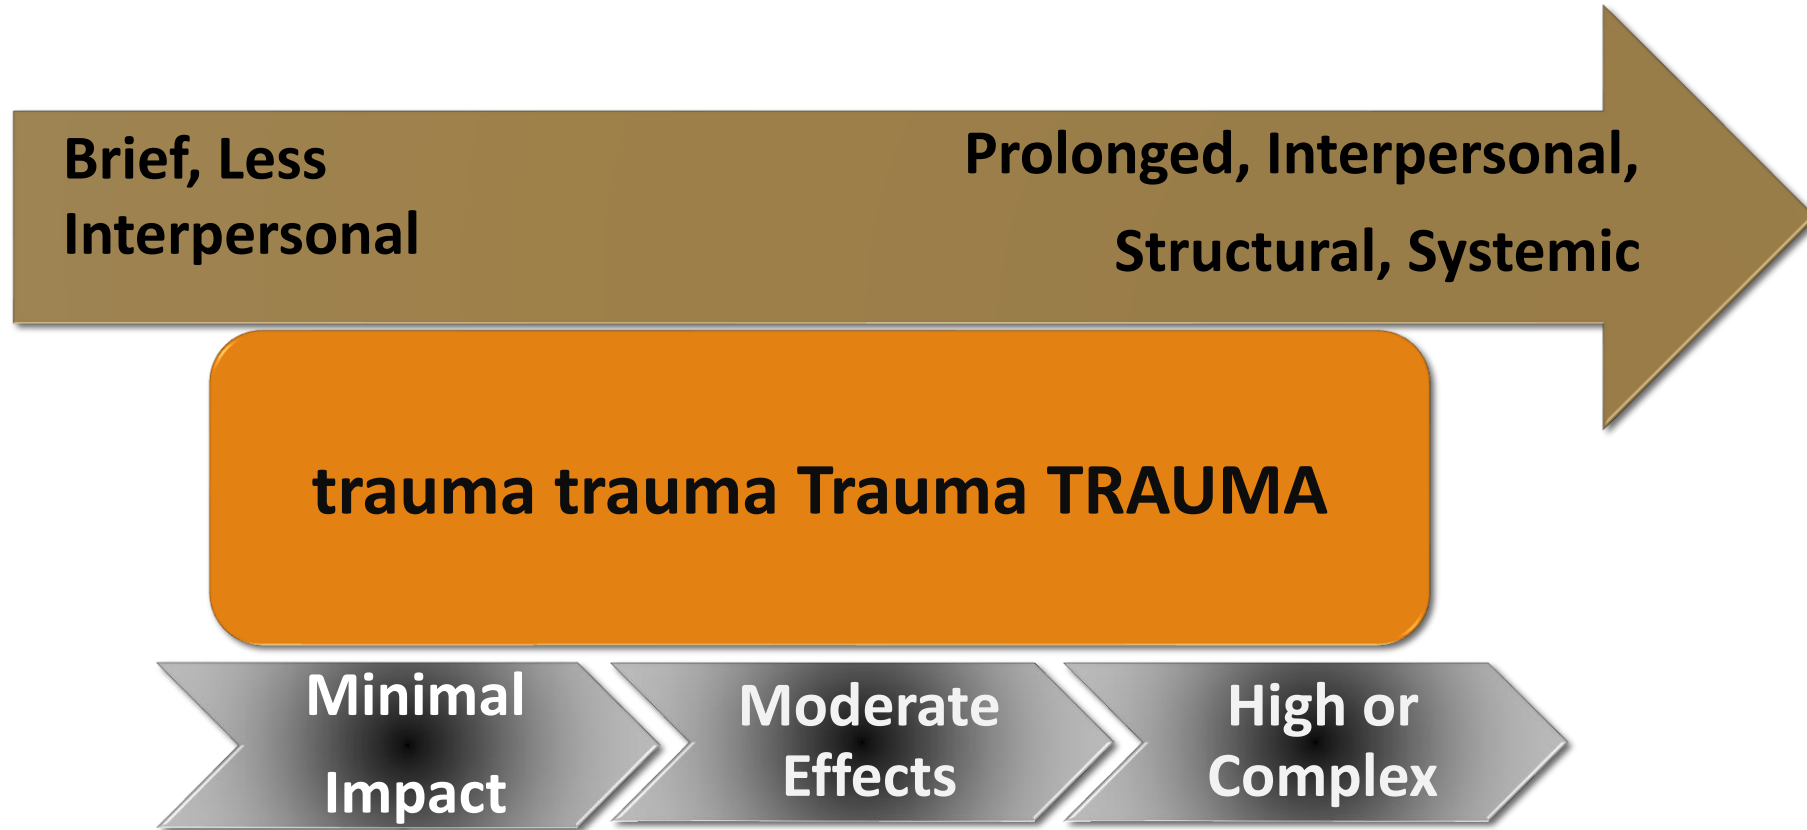 Brief, Less
Interpersonal
Prolonged, Interpersonal,
Structural, Systemic
trauma trauma Trauma TRAUMA
Minimal
Impact
Moderate
Effects
High or
Complex